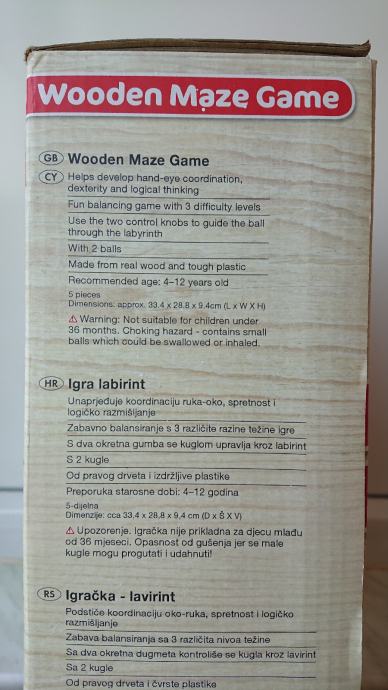 Wooden Maze Game
GB Wooden Maze Game
CY Helps develop hand-eye coordination,
dexterity and logical thinking
Fun balancing game with 3 difficulty levels
Use the two control knobs to guide the ball
through the labyrinth
With 2 balls
Made from real wood and tough plastic
Recommended age: 4–12 years old
5 pieces
Dimensions: approx. 33.4 x 28.8 x 9.4cm (L x W X H)
⚠ Warning: Not suitable for children under
36 months. Choking hazard - contains small
balls which could be swallowed or inhaled.
HR Igra labirint
Unaprjeđuje koordinaciju ruka-oko, spretnost i
logičko razmišljanje
Zabavno balansiranje s 3 različite razine težine igre
S dva okretna gumba se kuglom upravlja kroz labirint
S 2 kugle
Od pravog drveta i izdržljive plastike
Preporuka starosne dobi: 4–12 godina
5-dijelna
Dimenzije: cca 33,4 x 28,8 x 9,4 cm (D x Š X V)
⚠ Upozorenje. Igračka nije prikladna za djecu mlađu
od 36 mjeseci. Opasnost od gušenja jer se male
kugle mogu progutati i udahnuti!
RS Igračka - lavirint
Podstiče koordinaciju oko-ruka, spretnost i logičko
razmišljanje
Zabava balansiranja sa 3 različita nivoa težine
Sa dva okretna dugmeta kontroliše se kugla kroz lavirint
Sa 2 kugle
Od pravog drveta i čvrste plastike